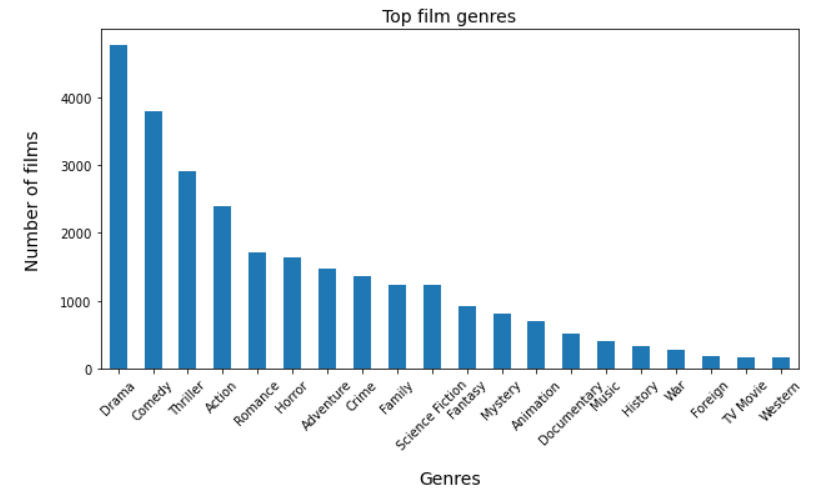 Top film genres
Number of films
4000
3000
2000
1000
0
Drama
Comedy
Thriller
Action
Romance
Horror
Adventure
Crime
Family
Science Fiction
Fantasy
Mystery
Animation
Documentary
Music
History
War
Foreign
TV Movie
Western
Genres